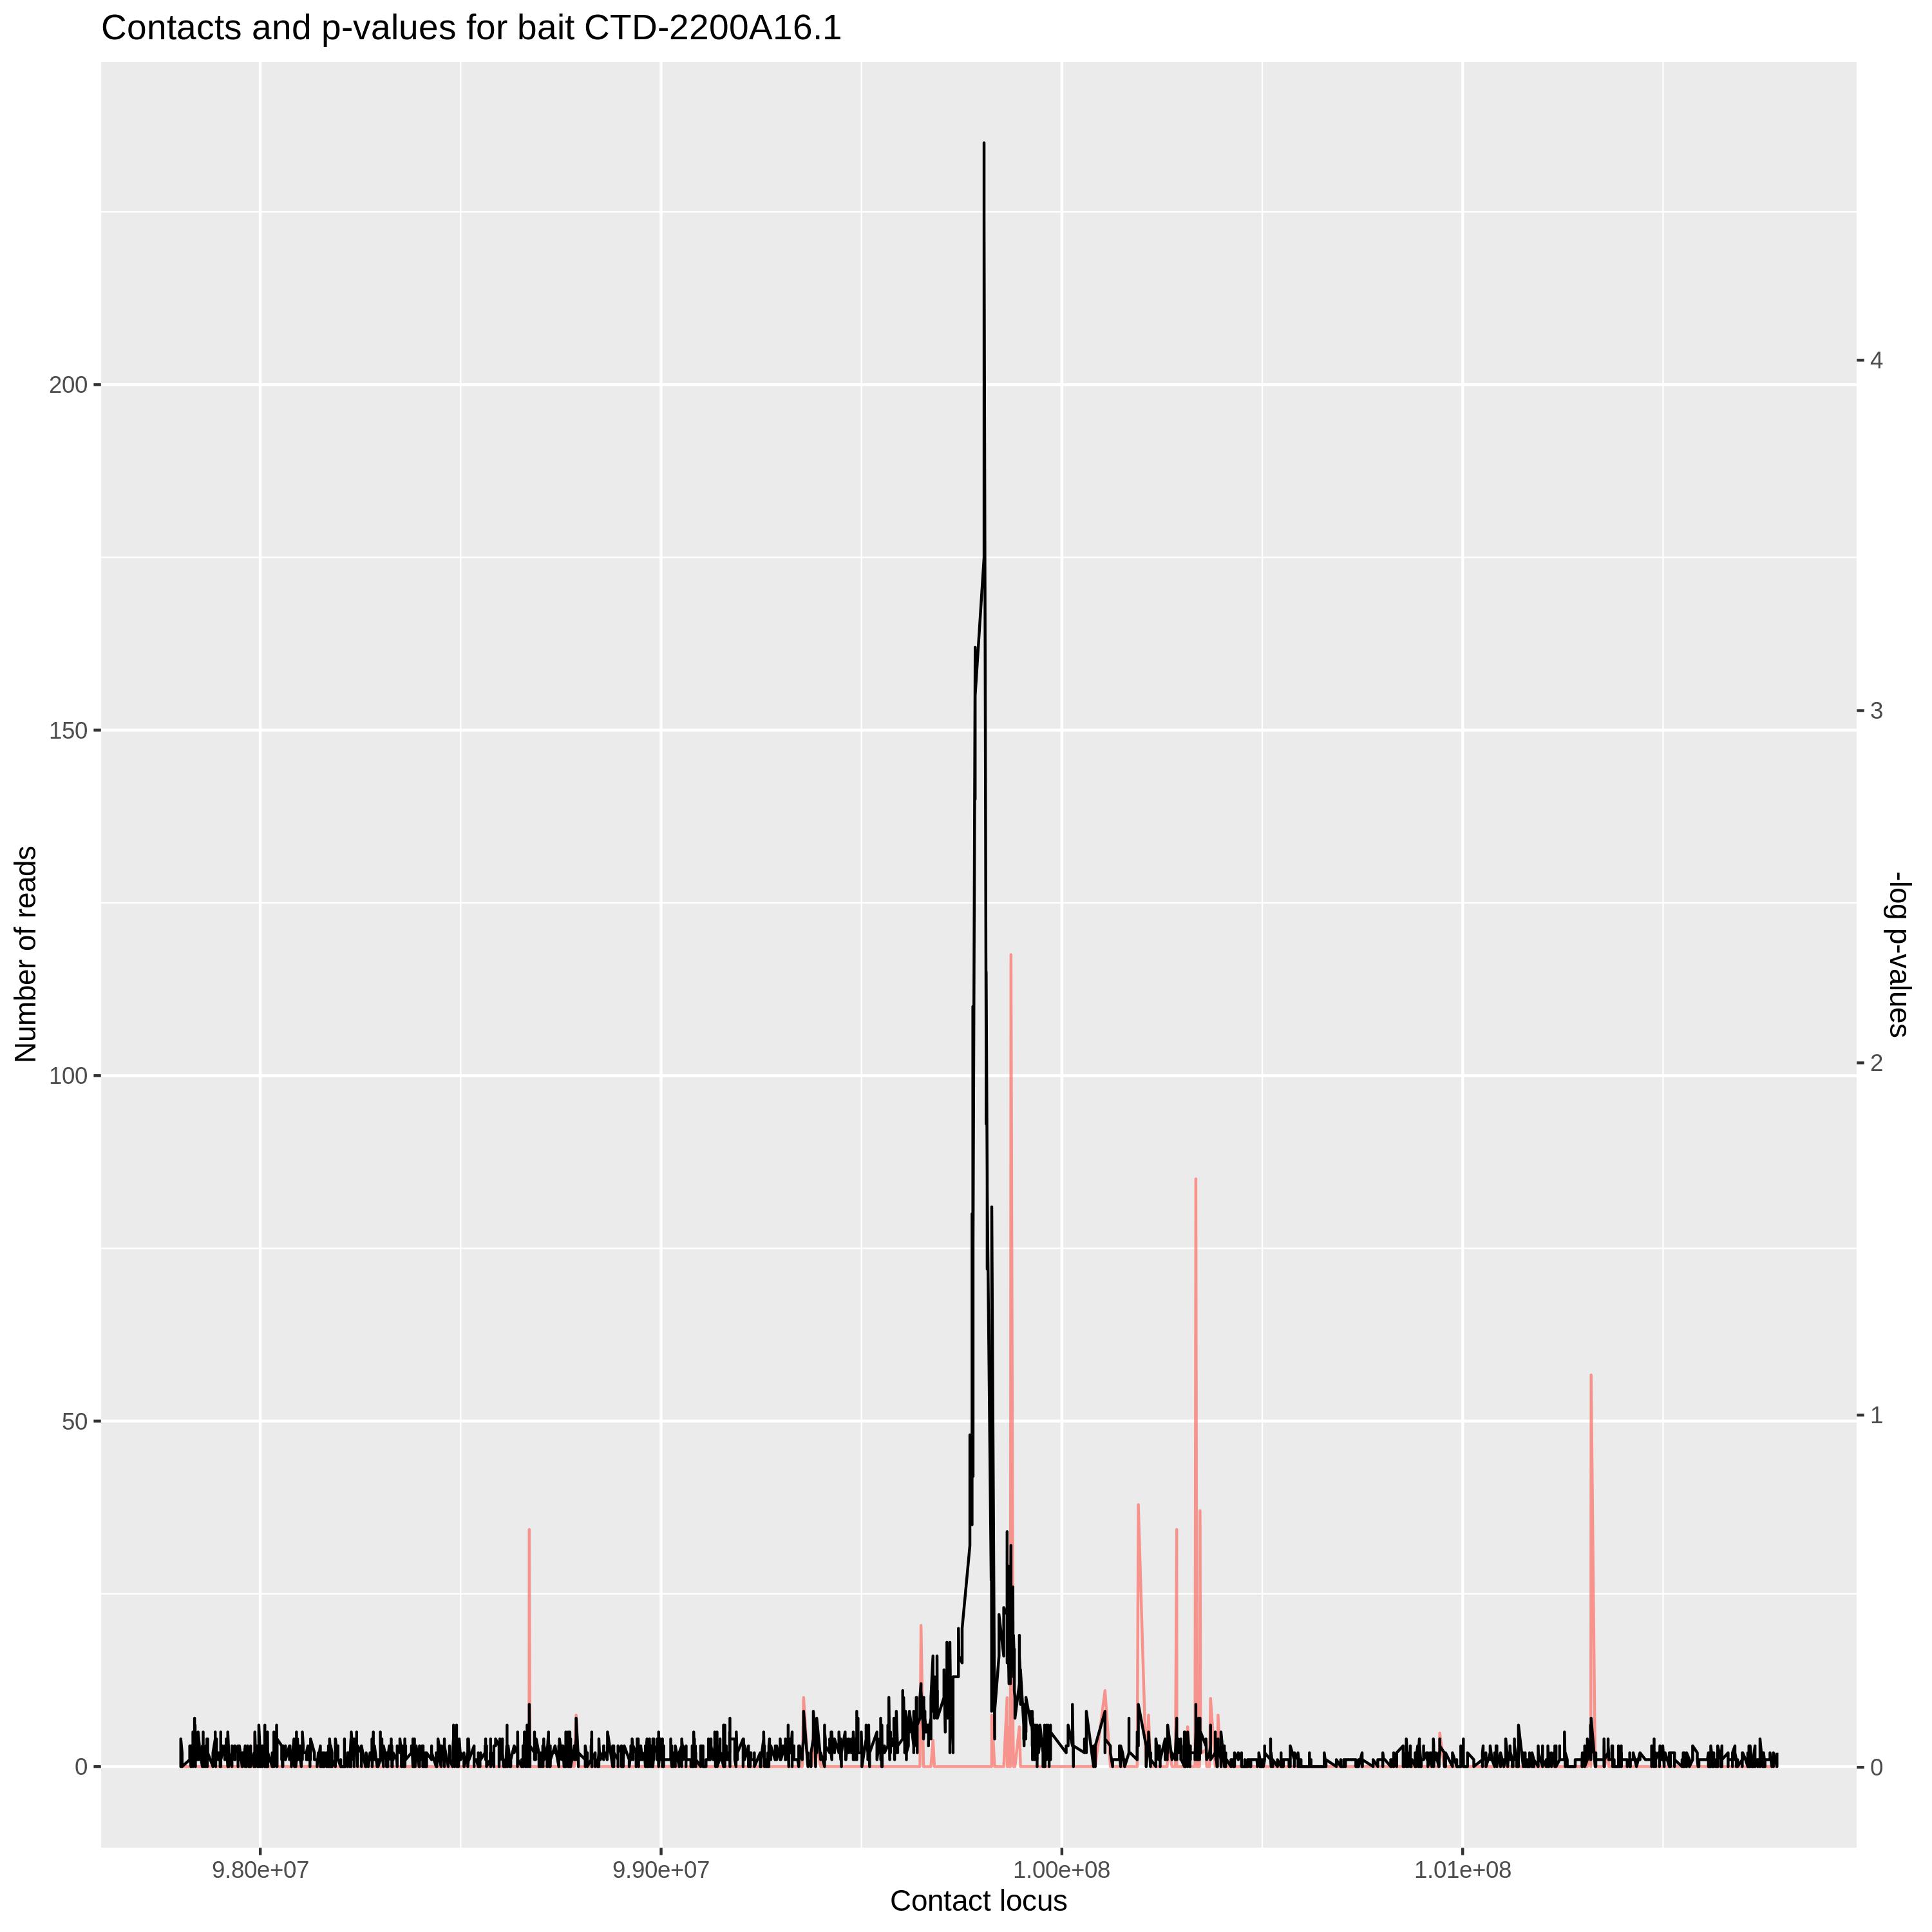 Contacts and p-values for bait CTD-2200A16.1
Number of reads
200
150
100
50
0
4
3
2
1
0
-log p-values
9.80e+07
9.90e+07
1.00e+08
1.01e+08
Contact locus